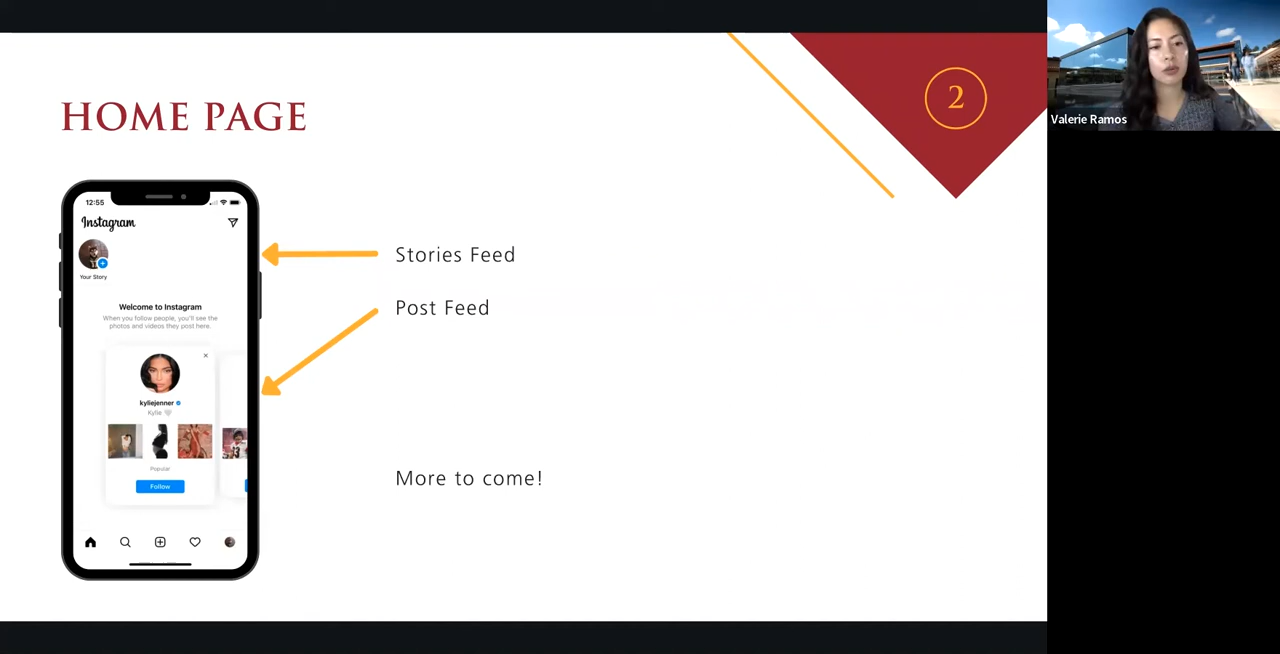 HOME PAGE
2
Valerie Ramos
12:55
Instagram
Your Story
Stories Feed
Welcome to Instagram
When you follow people, you'll see the
photos and videos they post here.
Post Feed
kyliejenner
Kylie
Popular
Follow
More to come!